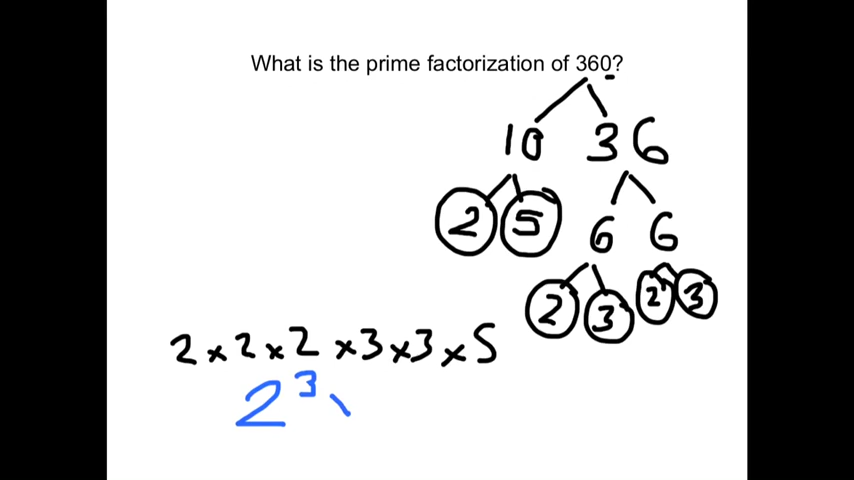 What is the prime factorization of 360?
10 36
2 5 6 6
2 3 2 3
2 x 2 x 2 x 3 x 3 x 5
2³ \